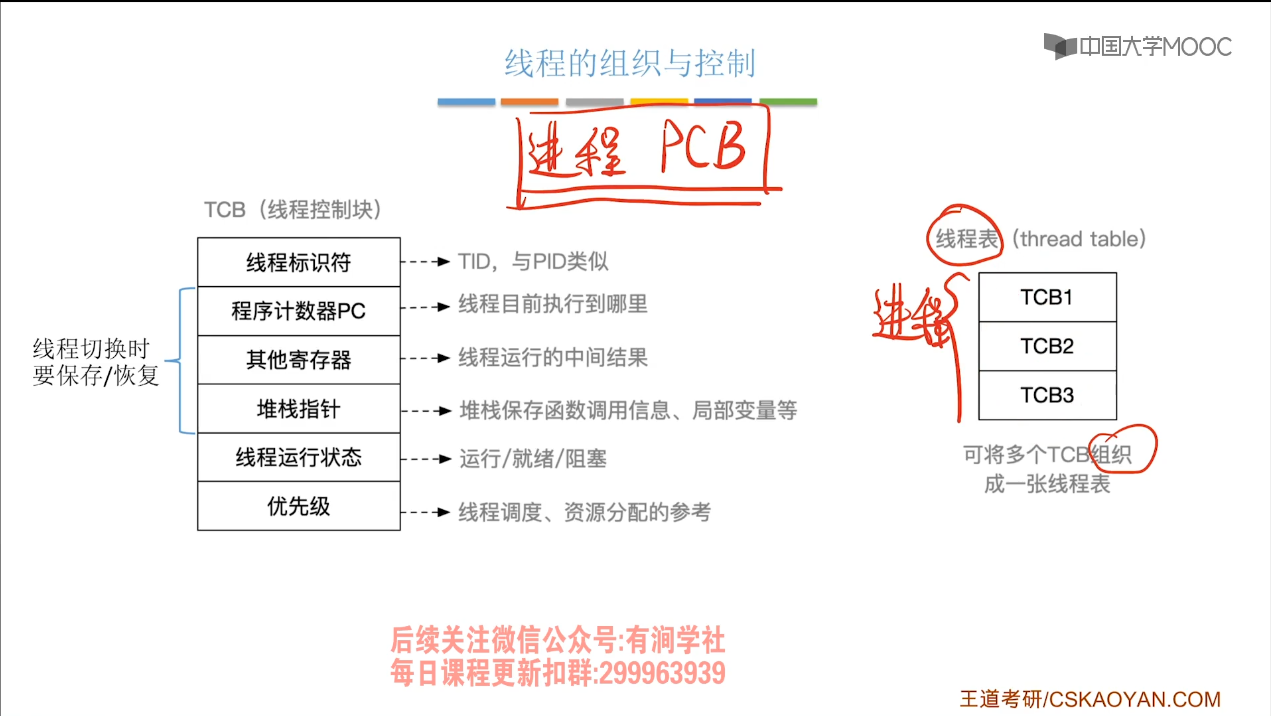 中国大学MOOC
线程的组织与控制
进程 PCB
TCB（线程控制块）
线程标识符
TID，与PID类似
程序计数器PC
线程目前执行到哪里
其他寄存器
线程运行的中间结果
堆栈指针
堆栈保存函数调用信息、局部变量等
线程运行状态
运行/就绪/阻塞
优先级
线程调度、资源分配的参考
线程切换时
要保存/恢复
线程表（thread table）
进程
TCB1
TCB2
TCB3
可将多个TCB组织
成一张线程表
后续关注微信公众号:有涧学社
每日课程更新扣群:299963939
王道考研/CSKAOYAN.COM